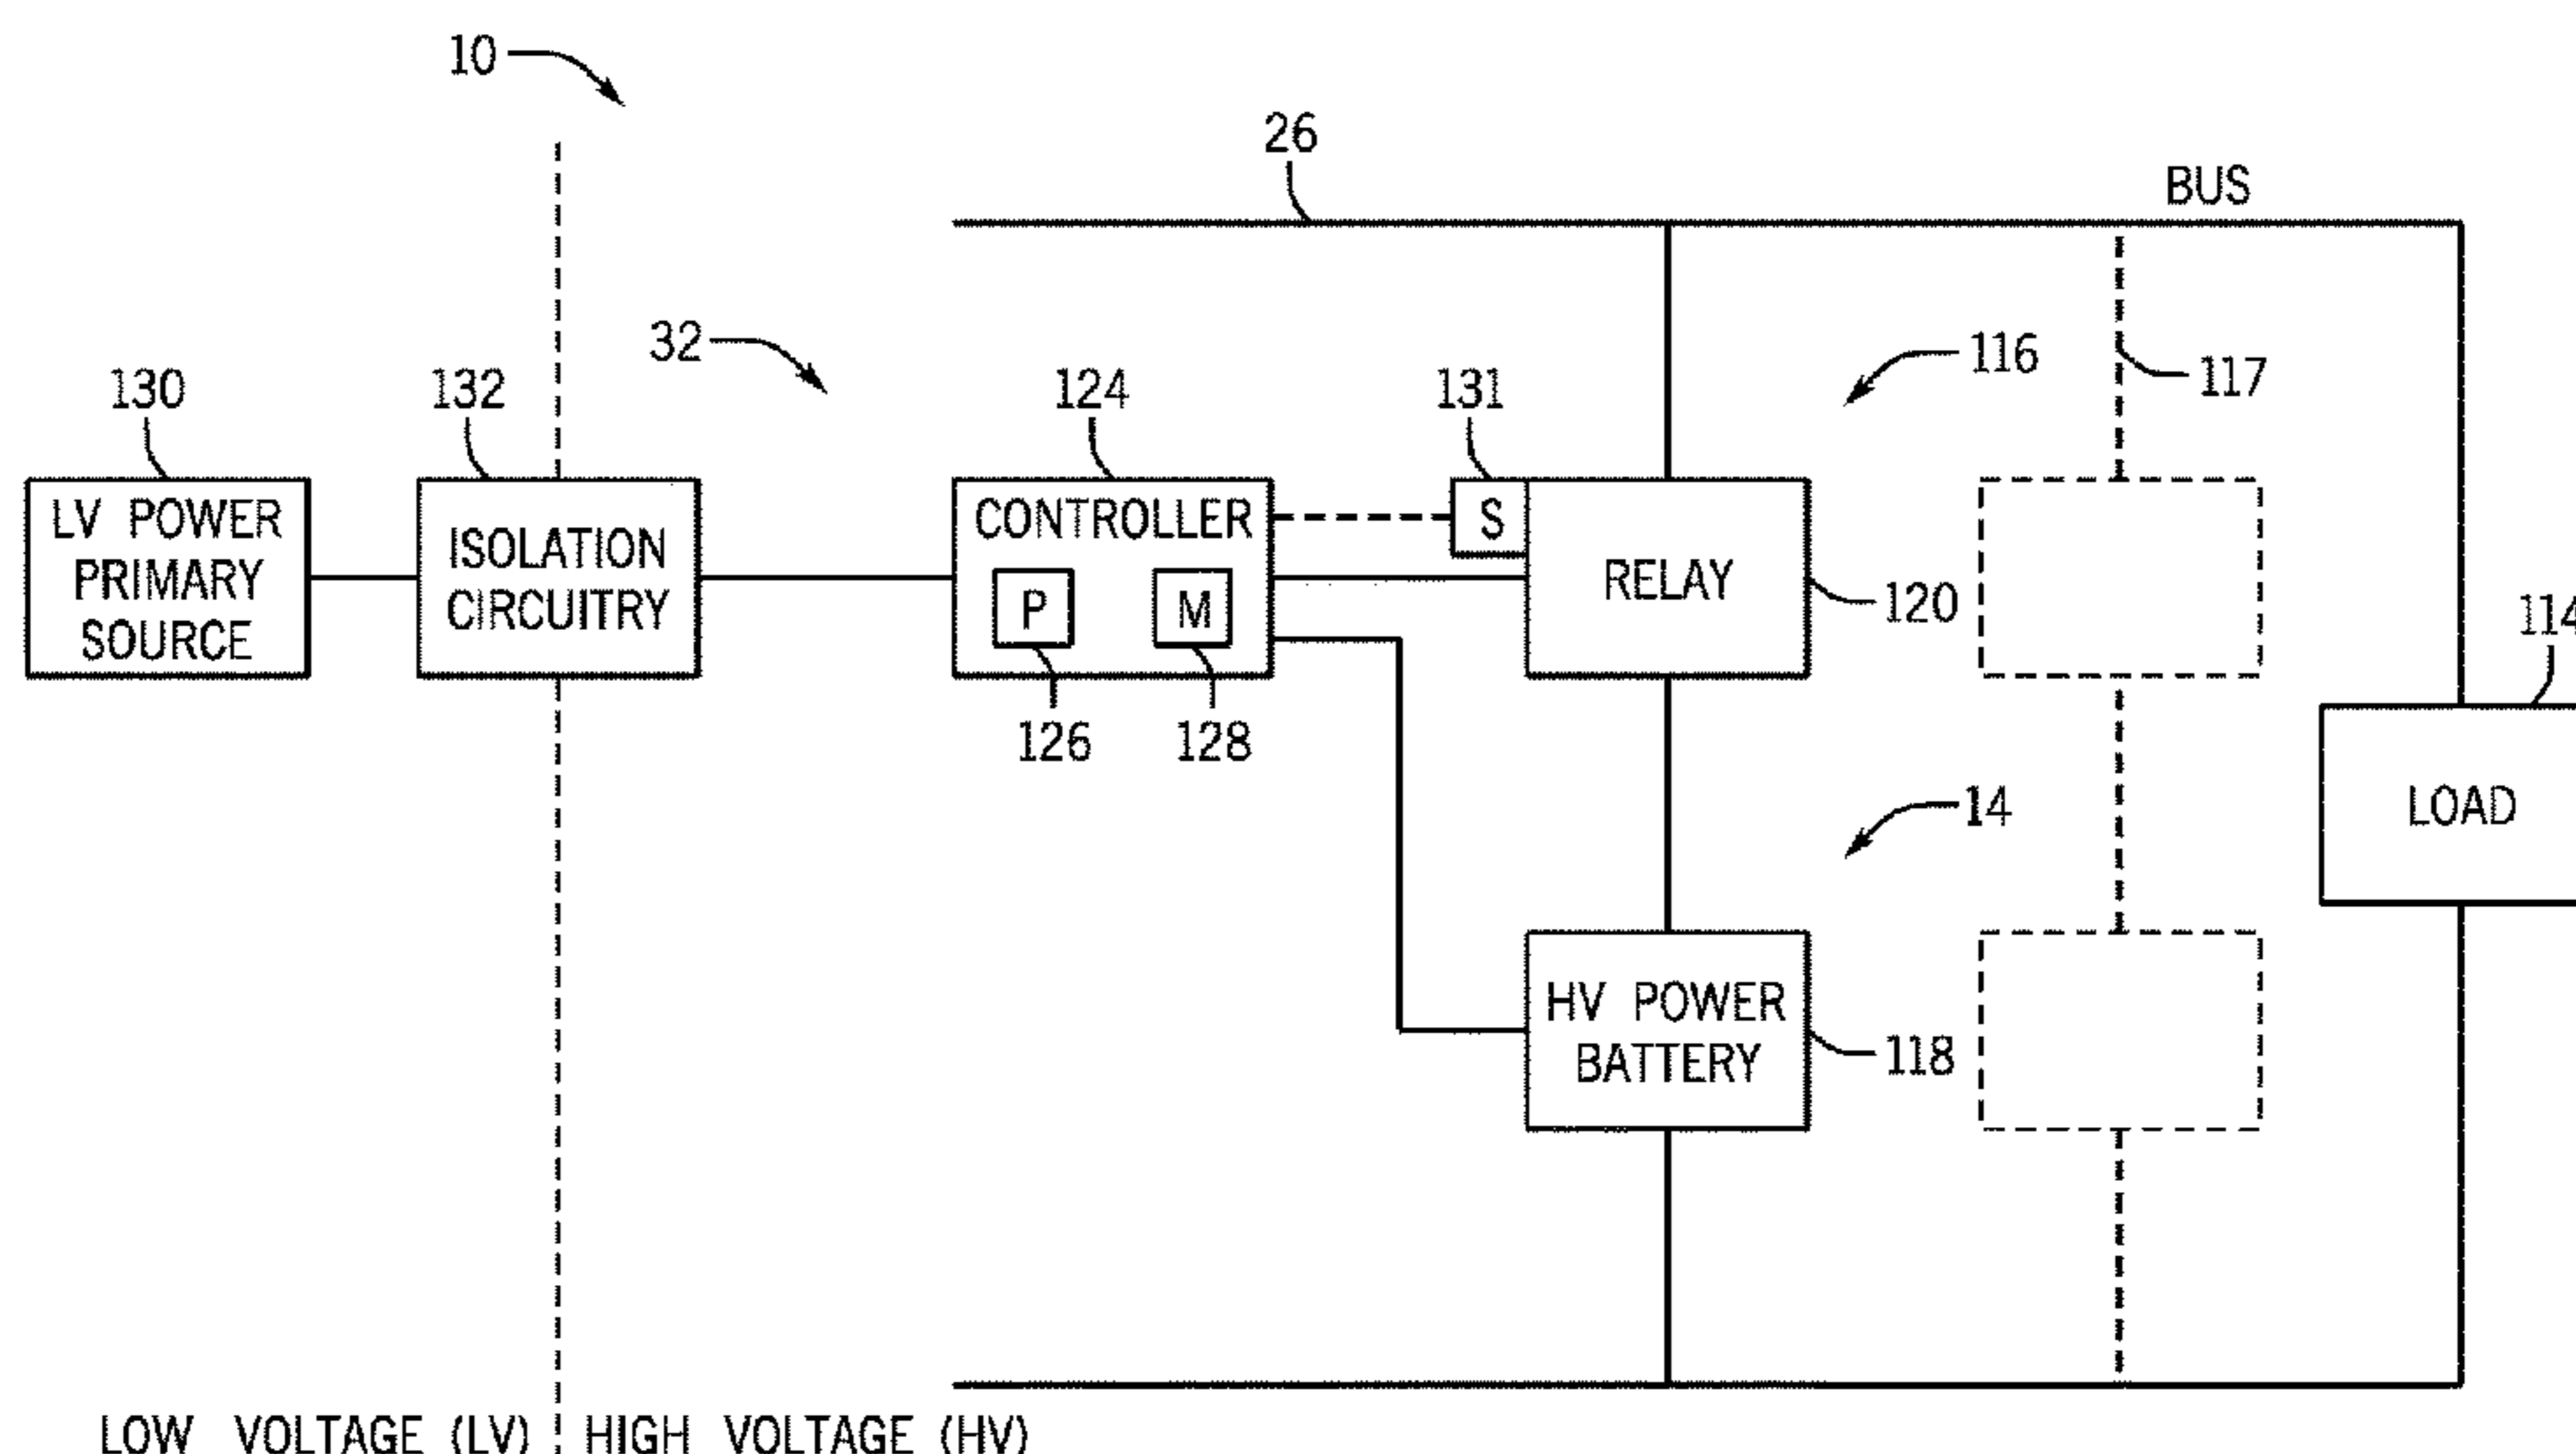 10
26
BUS
32
116
117
130
132
124
131
LV POWER
PRIMARY
SOURCE
ISOLATION
CIRCUITRY
CONTROLLER
P
M
S
RELAY
120
114
126
128
14
LOAD
HV POWER
BATTERY
118
LOW VOLTAGE (LV)
HIGH VOLTAGE (HV)